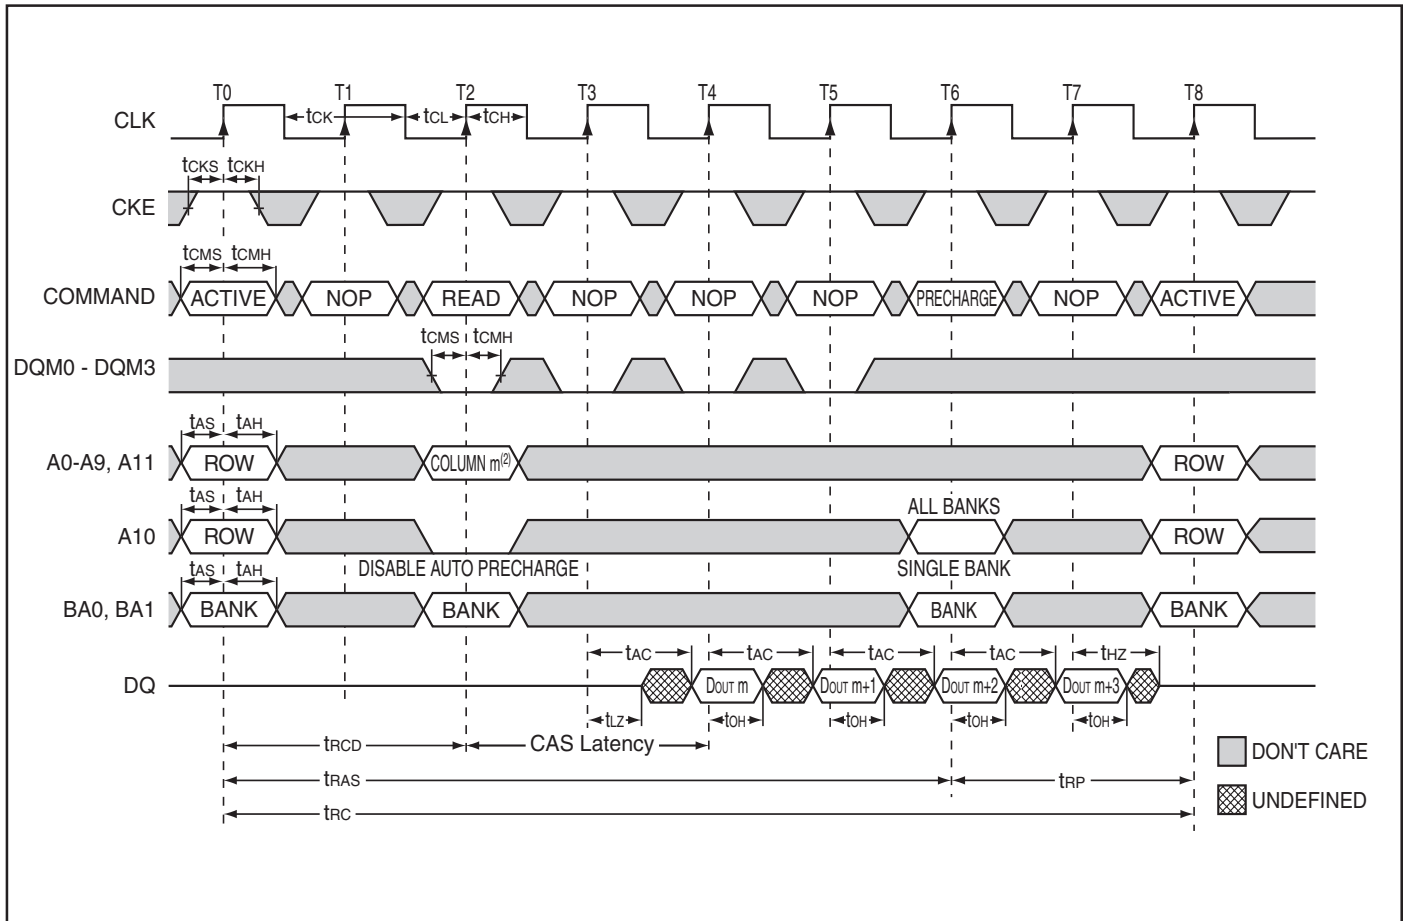 T0 T1 T2 T3 T4 T5 T6 T7 T8
CLK tCK tCL tCH
tCKS tCKH
CKE
tCMS tCMH
COMMAND ACTIVE NOP READ NOP NOP NOP PRECHARGE NOP ACTIVE
tCMS tCMH
DQM0 - DQM3
tAS tAH
A0-A9, A11 ROW COLUMN m(2) ROW
tAS tAH ALL BANKS
A10 ROW ROW
DISABLE AUTO PRECHARGE SINGLE BANK
tAS tAH
BA0, BA1 BANK BANK BANK BANK
tAC tAC tAC tAC tHZ
DQ DOUT m DOUT m+1 DOUT m+2 DOUT m+3
tLZ tOH tOH tOH tOH
tRCD CAS Latency
DON'T CARE
tRAS tRP
UNDEFINED
tRC